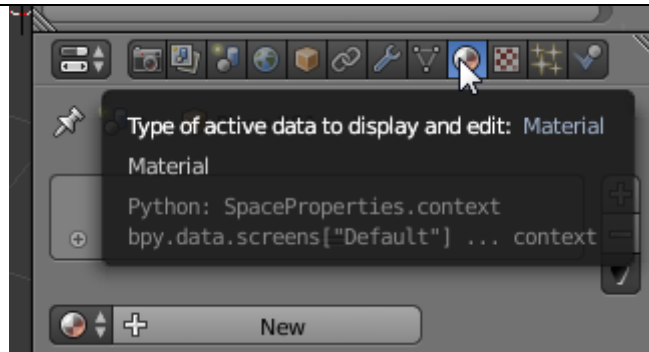 Type of active data to display and edit: Material
Material
Python: SpaceProperties.context
bpy.data.screens["Default"] ... context
New